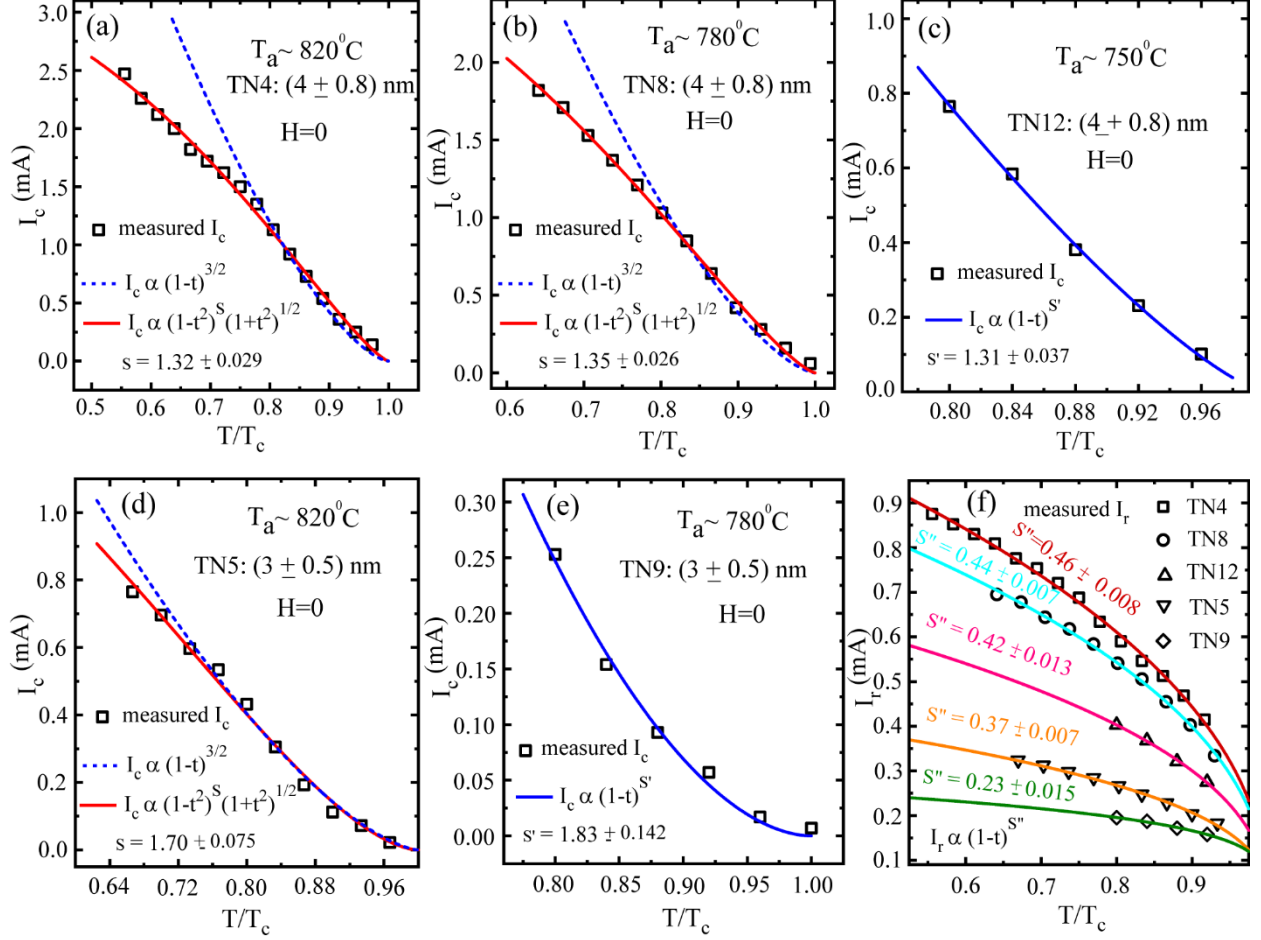 (a)
Tₐ~ 820⁰C
TN4: (4 ± 0.8) nm
H=0
measured I_c
I_c α (1-t)^3/2
I_c α (1-t²)^S(1+t²)^1/2
s = 1.32 ± 0.029
I_c (mA)
3.0
2.5
2.0
1.5
1.0
0.5
0.0
0.5 0.6 0.7 0.8 0.9 1.0
T/T_c
(b)
Tₐ~ 780⁰C
TN8: (4 ± 0.8) nm
H=0
measured I_c
I_c α (1-t)^3/2
I_c α (1-t²)^S(1+t²)^1/2
s = 1.35 ± 0.026
I_c (mA)
2.0
1.5
1.0
0.5
0.0
0.6 0.7 0.8 0.9 1.0
T/T_c
(c)
Tₐ~ 750⁰C
TN12: (4 ± 0.8) nm
H=0
measured I_c
I_c α (1-t)^S'
s' = 1.31 ± 0.037
I_c (mA)
1.0
0.8
0.6
0.4
0.2
0.0
0.80 0.84 0.88 0.92 0.96
T/T_c
(d)
Tₐ~ 820⁰C
TN5: (3 ± 0.5) nm
H=0
measured I_c
I_c α (1-t)^3/2
I_c α (1-t²)^S(1+t²)^1/2
s = 1.70 ± 0.075
I_c (mA)
1.0
0.8
0.6
0.4
0.2
0.0
0.64 0.72 0.80 0.88 0.96
T/T_c
(e)
Tₐ~ 780⁰C
TN9: (3 ± 0.5) nm
H=0
measured I_c
I_c α (1-t)^S'
s' = 1.83 ± 0.142
I_c (mA)
0.30
0.25
0.20
0.15
0.10
0.05
0.00
0.80 0.85 0.90 0.95 1.00
T/T_c
(f)
measured I_r
TN4
TN8
TN12
TN5
TN9
S"=0.46 ± 0.008
S"= 0.44 ± 0.007
S" = 0.42 ± 0.013
S" = 0.37 ± 0.007
S" = 0.23 ± 0.015
I_r α (1-t)^S"
I_r (mA)
0.9
0.8
0.7
0.6
0.5
0.4
0.3
0.2
0.1
0.6 0.7 0.8 0.9
T/T_c